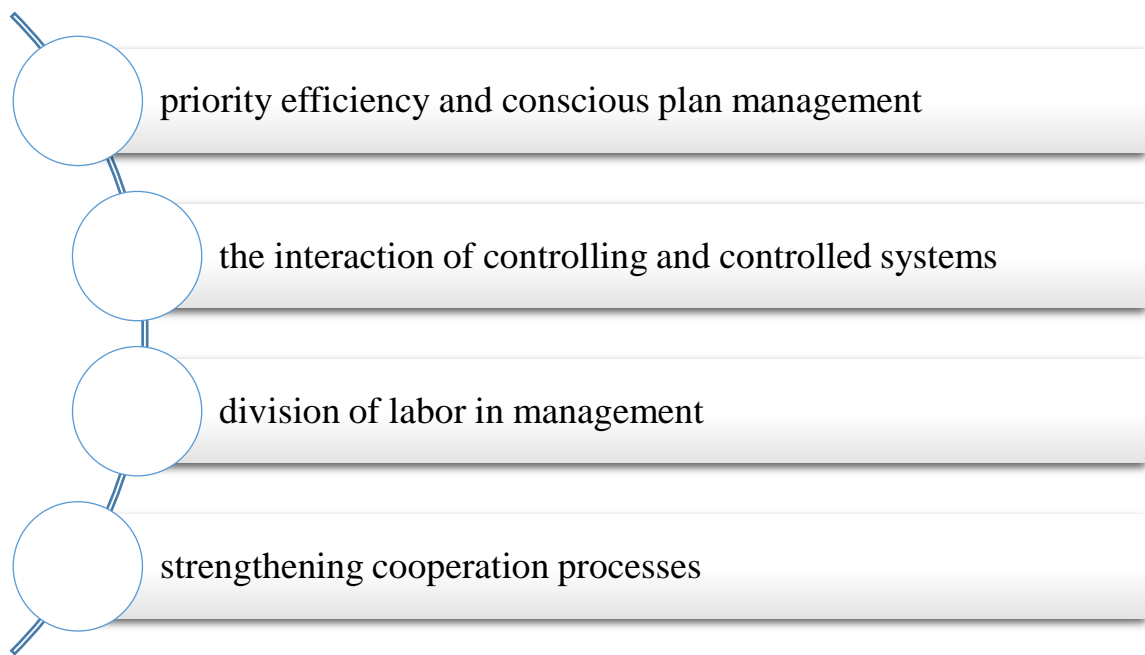 priority efficiency and conscious plan management
the interaction of controlling and controlled systems
division of labor in management
strengthening cooperation processes